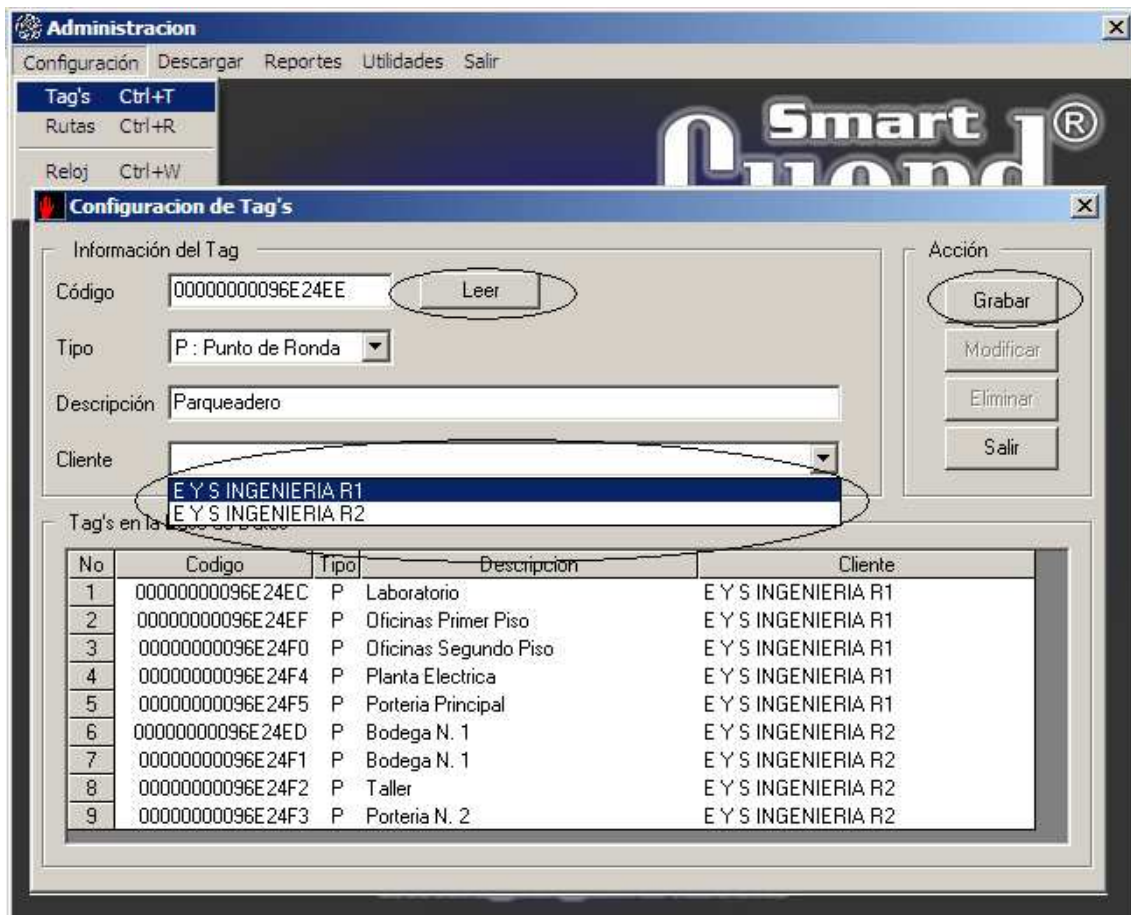 Administracion
Configuración Descargar Reportes Utilidades Salir
Tag's Ctrl+T
Rutas Ctrl+R
Reloj Ctrl+W
Smart ®
Configuracion de Tag's
Información del Tag
Acción
Código 00000000096E24EE Leer
Grabar
Tipo P : Punto de Ronda
Modificar
Descripción Parqueadero
Eliminar
Cliente
Salir
E Y S INGENIERIA R1
E Y S INGENIERIA R2
Tag's en la
No Codigo Tipo Descripcion Cliente
1 00000000096E24EC P Laboratorio E Y S INGENIERIA R1
2 00000000096E24EF P Oficinas Primer Piso E Y S INGENIERIA R1
3 00000000096E24F0 P Oficinas Segundo Piso E Y S INGENIERIA R1
4 00000000096E24F4 P Planta Electrica E Y S INGENIERIA R1
5 00000000096E24F5 P Porteria Principal E Y S INGENIERIA R1
6 00000000096E24ED P Bodega N. 1 E Y S INGENIERIA R2
7 00000000096E24F1 P Bodega N. 1 E Y S INGENIERIA R2
8 00000000096E24F2 P Taller E Y S INGENIERIA R2
9 00000000096E24F3 P Porteria N. 2 E Y S INGENIERIA R2